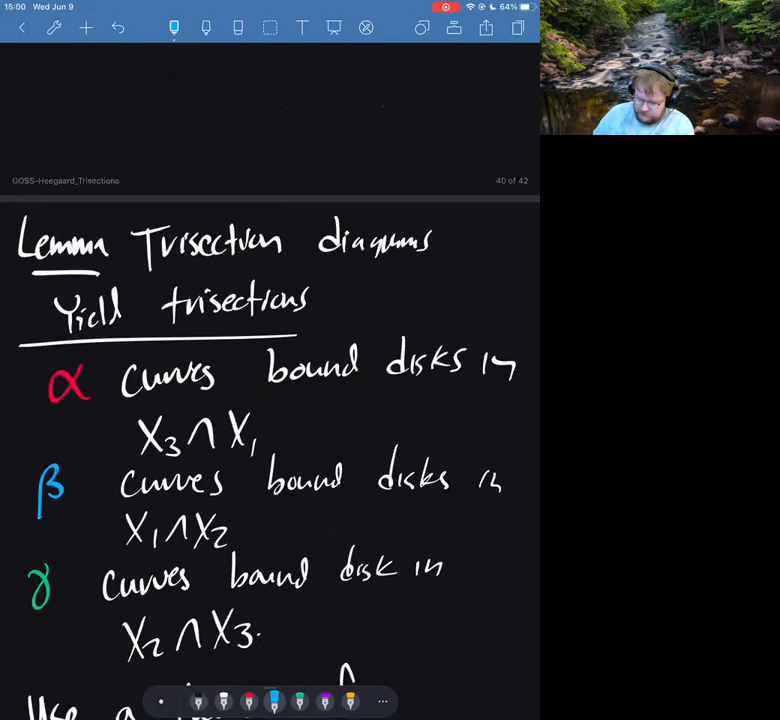 15:00 Wed Jun 9
64%
GOSS-Heegaard_Trisections
40 of 42
Lemma Trisection diagrams
Yield trisections
α curves bound disks in
X₃ ∩ X₁
β curves bound disks in
X₁ ∩ X₂
γ curves bound disk in
X₂ ∩ X₃.
Use a